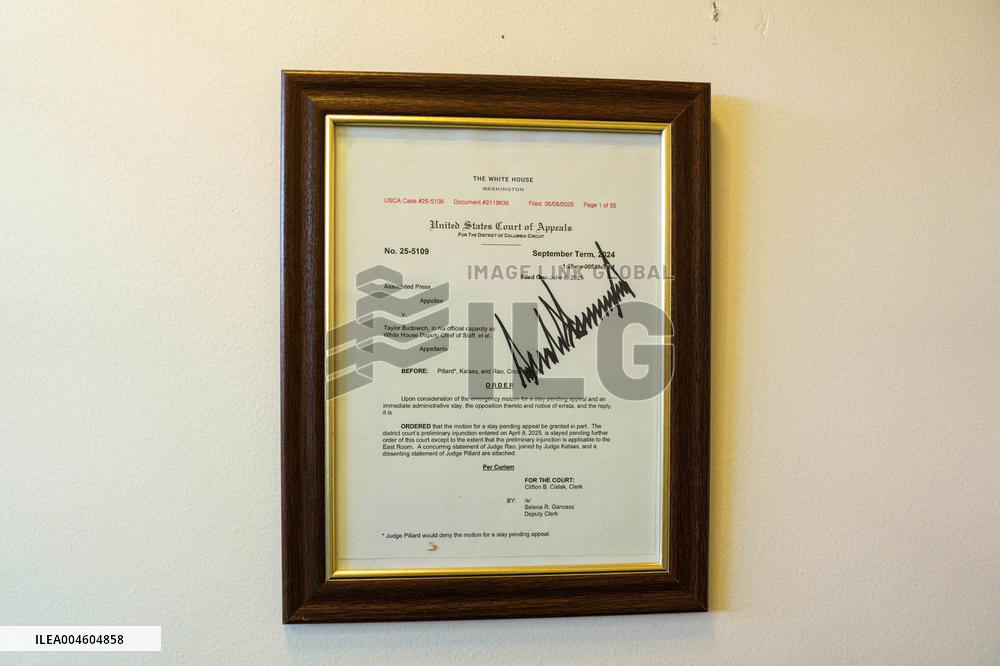 THE WHITE HOUSE
WASHINGTON
USCA Case #25-5109 Document #2119636 Filed: 06/06/2025 Page 1 of 55
United States Court of Appeals
FOR THE DISTRICT OF COLUMBIA CIRCUIT
No. 25-5109 September Term, 2024
IMAGE LINK GLOBAL
Filed On: June 6, 2025
Associated Press,
Appellee
v.
Taylor Budowich, in his official capacity as
White House Deputy Chief of Staff, et al.,
Appellants
ILG
BEFORE: Pillard*, Katsas, and Rao,
ORDER
Upon consideration of the emergency motion for a stay pending appeal and an
immediate administrative stay, the opposition thereto and notice of errata, and the reply,
it is
ORDERED that the motion for a stay pending appeal be granted in part. The
district court's preliminary injunction entered on April 8, 2025, is stayed pending further
order of this court except to the extent that the preliminary injunction is applicable to the
East Room. A concurring statement of Judge Rao, joined by Judge Katsas, and a
dissenting statement of Judge Pillard are attached.
Per Curiam
FOR THE COURT:
Clifton B. Cislak, Clerk
BY: /s/
Selena R. Gancasz
Deputy Clerk
* Judge Pillard would deny the motion for a stay pending appeal.
ILEA004604858